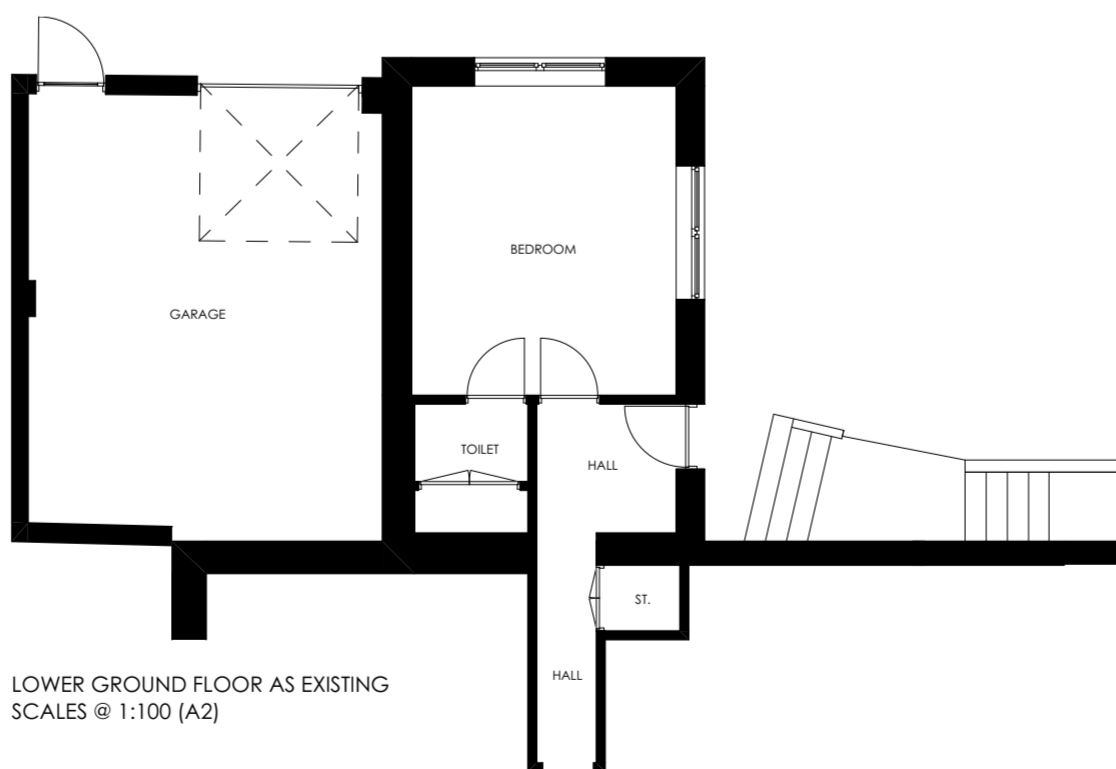 BEDROOM
GARAGE
TOILET
HALL
ST.
HALL
LOWER GROUND FLOOR AS EXISTING
SCALES @ 1:100 (A2)